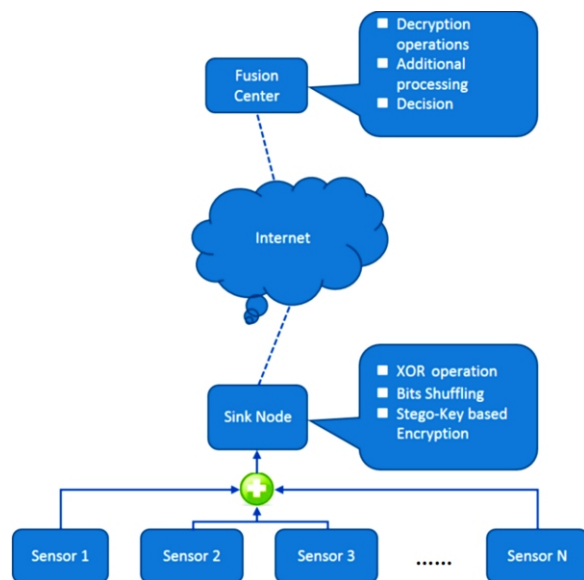 Decryption
operations
Additional
processing
Decision
Fusion
Center
Internet
XOR operation
Bits Shuffling
Stego-Key based
Encryption
Sink Node
Sensor 1
Sensor 2
Sensor 3
......
Sensor N